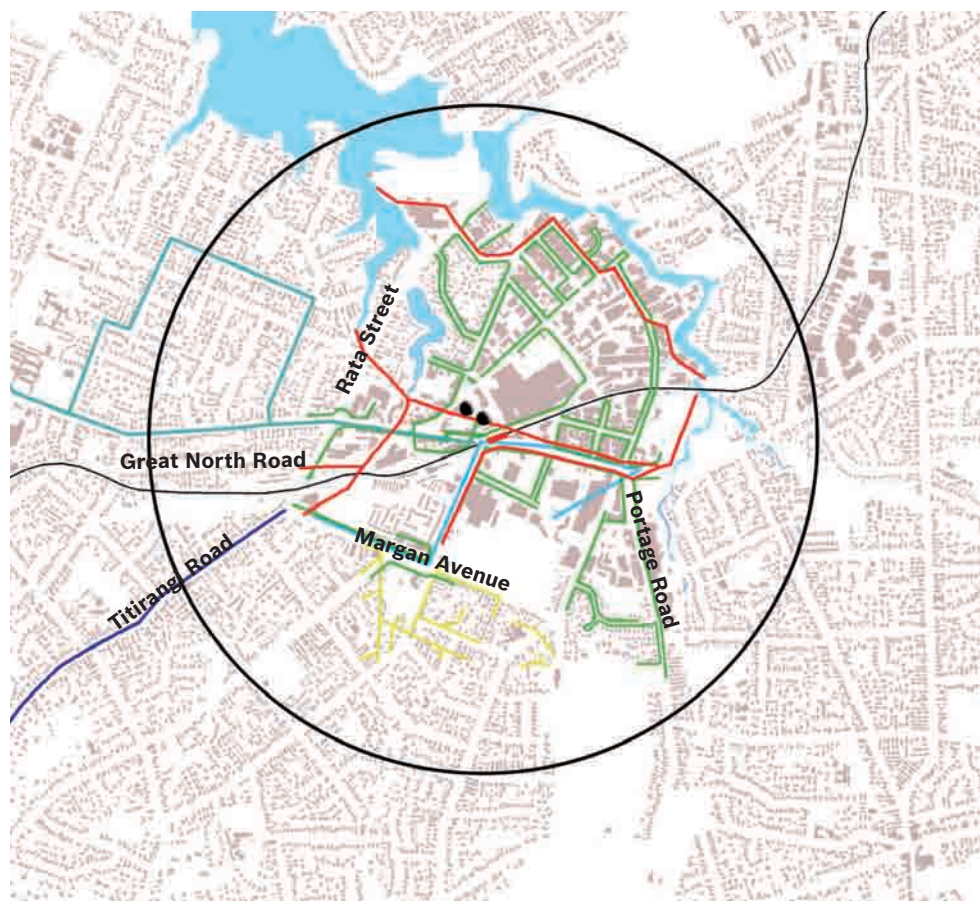 Rata Street
Great North Road
Portage Road
Margan Avenue
Titirangi Road